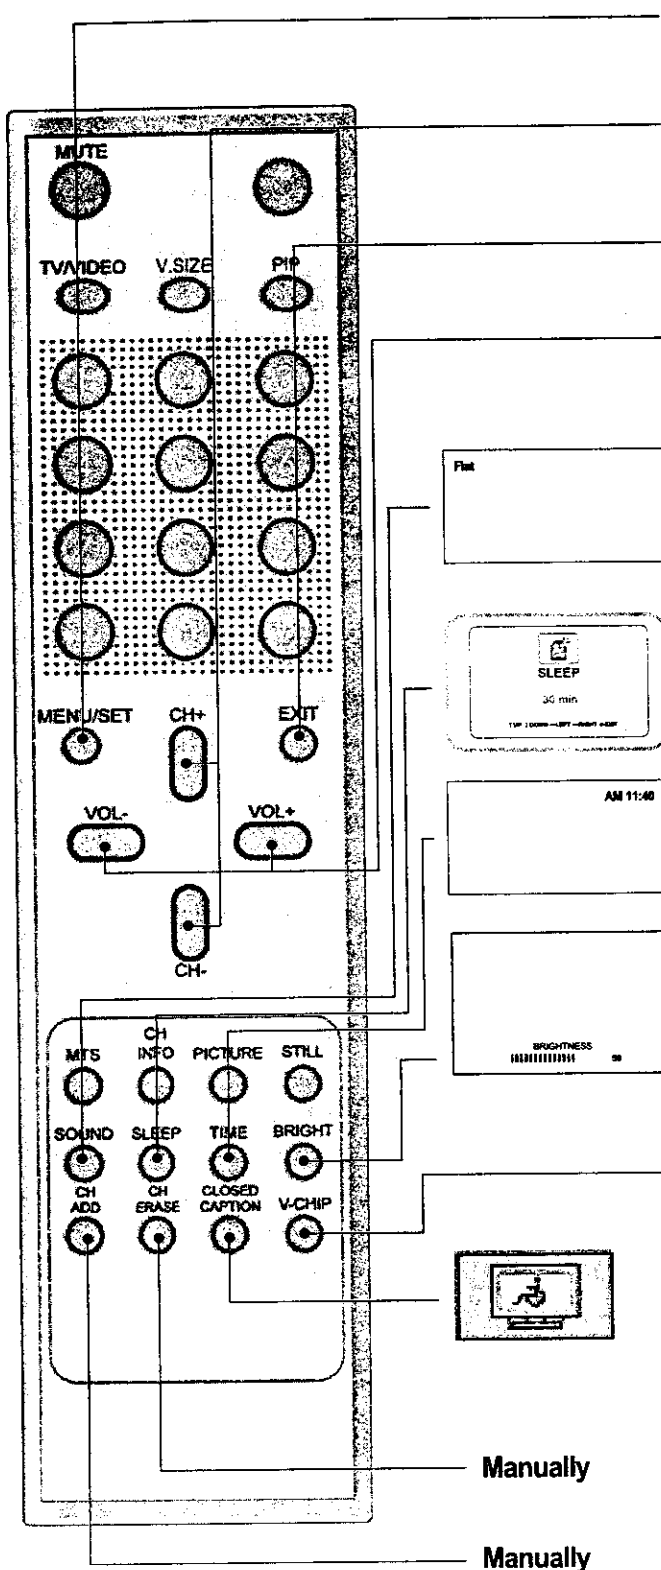 MUTE
TV/VIDEO V.SIZE PIP
Flat
SLEEP
30 min
MENU/SET CH+ EXIT
AM 11:40
VOL- VOL+
CH-
BRIGHTNESS
50
MTS CH INFO PICTURE STILL
SOUND SLEEP TIME BRIGHT
CH ADD CH ERASE CLOSED CAPTION V-CHIP
Manually
Manually